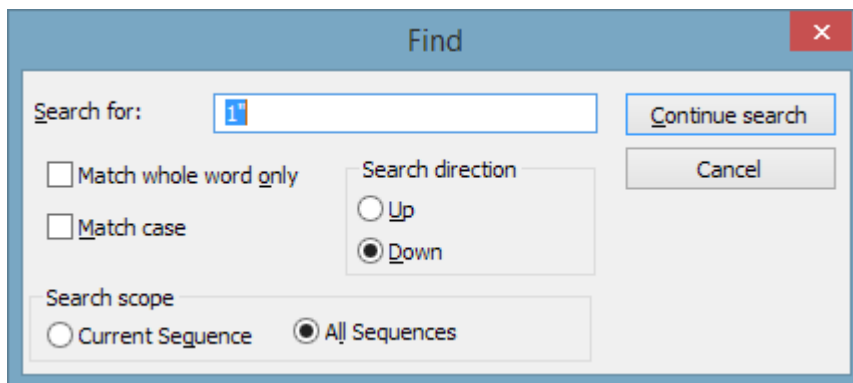 Find
Search for: 1" Continue search
Match whole word only Search direction Cancel
Up
Match case
Down
Search scope
Current Sequence All Sequences